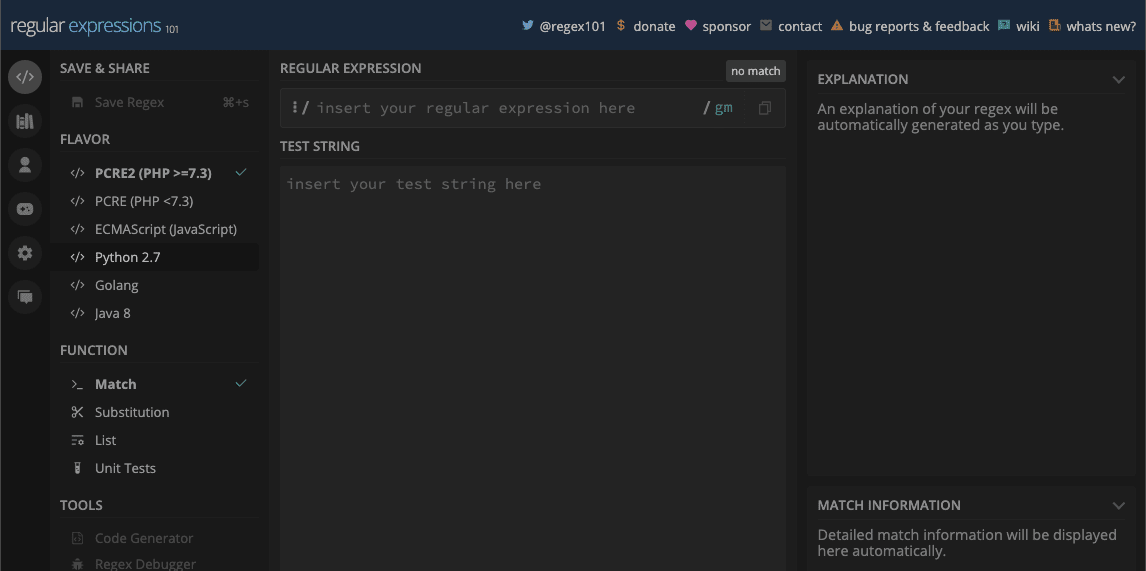 regular expressions 101
@regex101 $ donate sponsor contact bug reports & feedback wiki whats new?
SAVE & SHARE
Save Regex ⌘+s
FLAVOR
</> PCRE2 (PHP >=7.3)
</> PCRE (PHP <7.3)
</> ECMAScript (JavaScript)
</> Python 2.7
</> Golang
</> Java 8
FUNCTION
>_ Match
Substitution
List
Unit Tests
TOOLS
Code Generator
Regex Debugger
REGULAR EXPRESSION
no match
⋮ / insert your regular expression here / gm
TEST STRING
insert your test string here
EXPLANATION
An explanation of your regex will be
automatically generated as you type.
MATCH INFORMATION
Detailed match information will be displayed
here automatically.